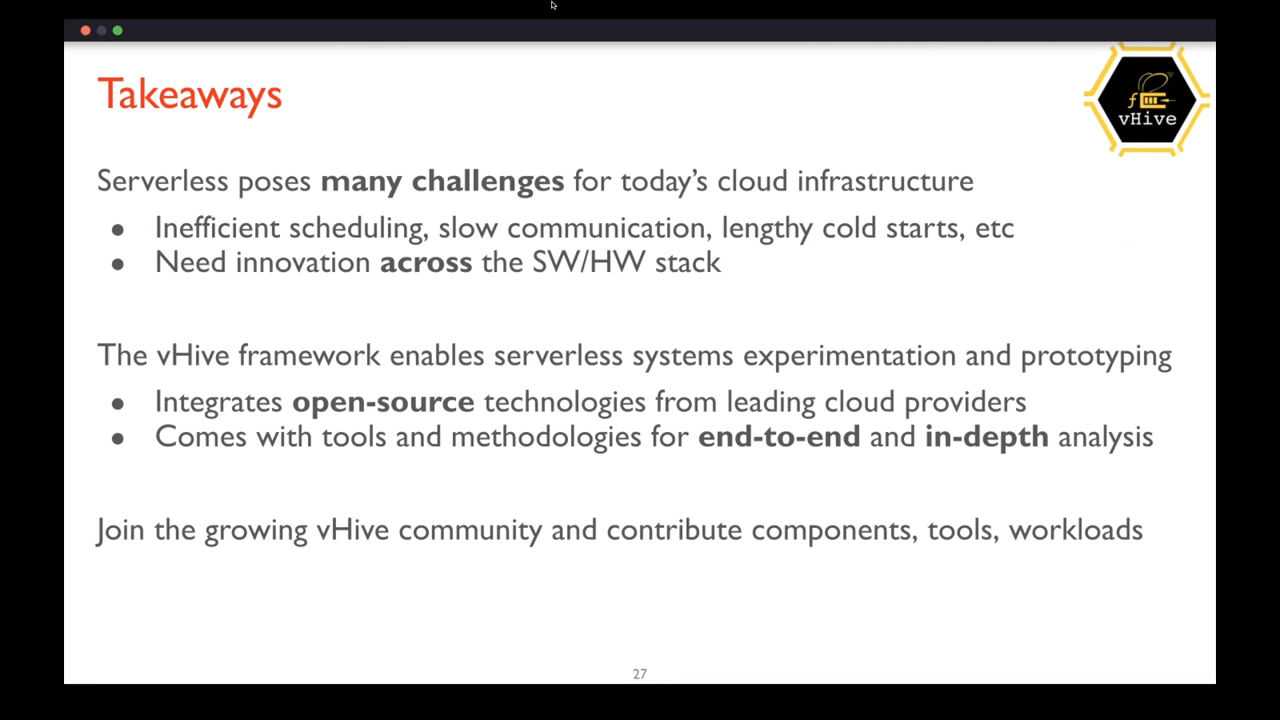 Takeaways
f
vHive
Serverless poses many challenges for today's cloud infrastructure
● Inefficient scheduling, slow communication, lengthy cold starts, etc
● Need innovation across the SW/HW stack
The vHive framework enables serverless systems experimentation and prototyping
● Integrates open-source technologies from leading cloud providers
● Comes with tools and methodologies for end-to-end and in-depth analysis
Join the growing vHive community and contribute components, tools, workloads
27